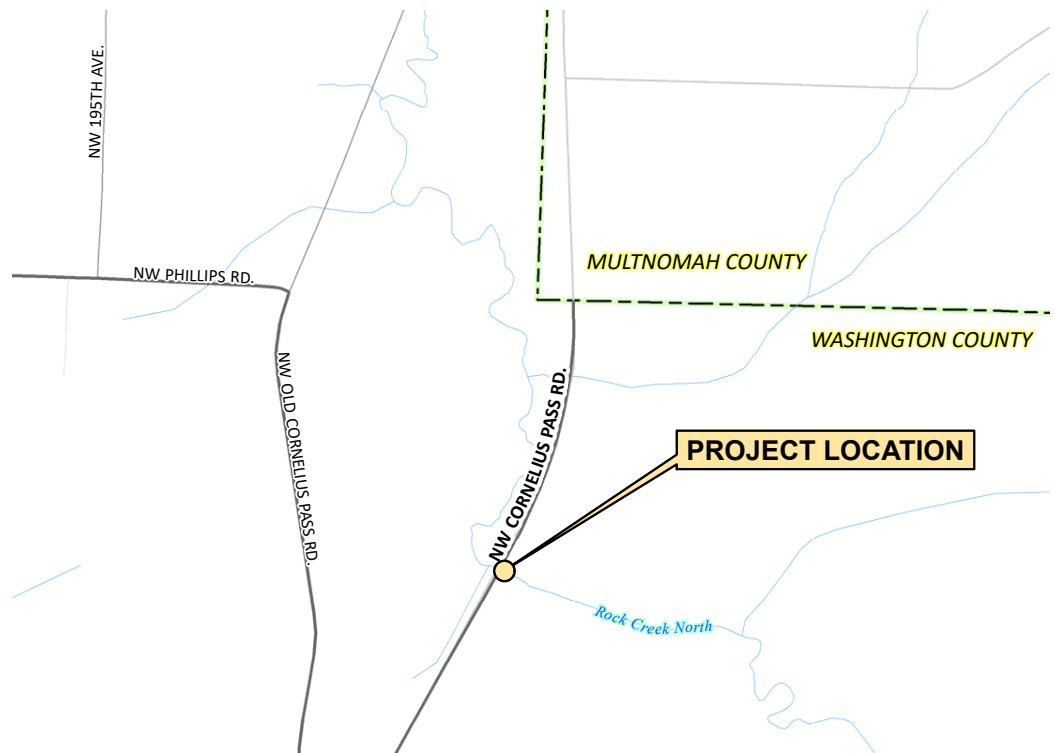 NW 195TH AVE.
NW PHILLIPS RD.
MULTNOMAH COUNTY
WASHINGTON COUNTY
NW OLD CORNELIUS PASS RD.
NW CORNELIUS PASS RD.
PROJECT LOCATION
Rock Creek North